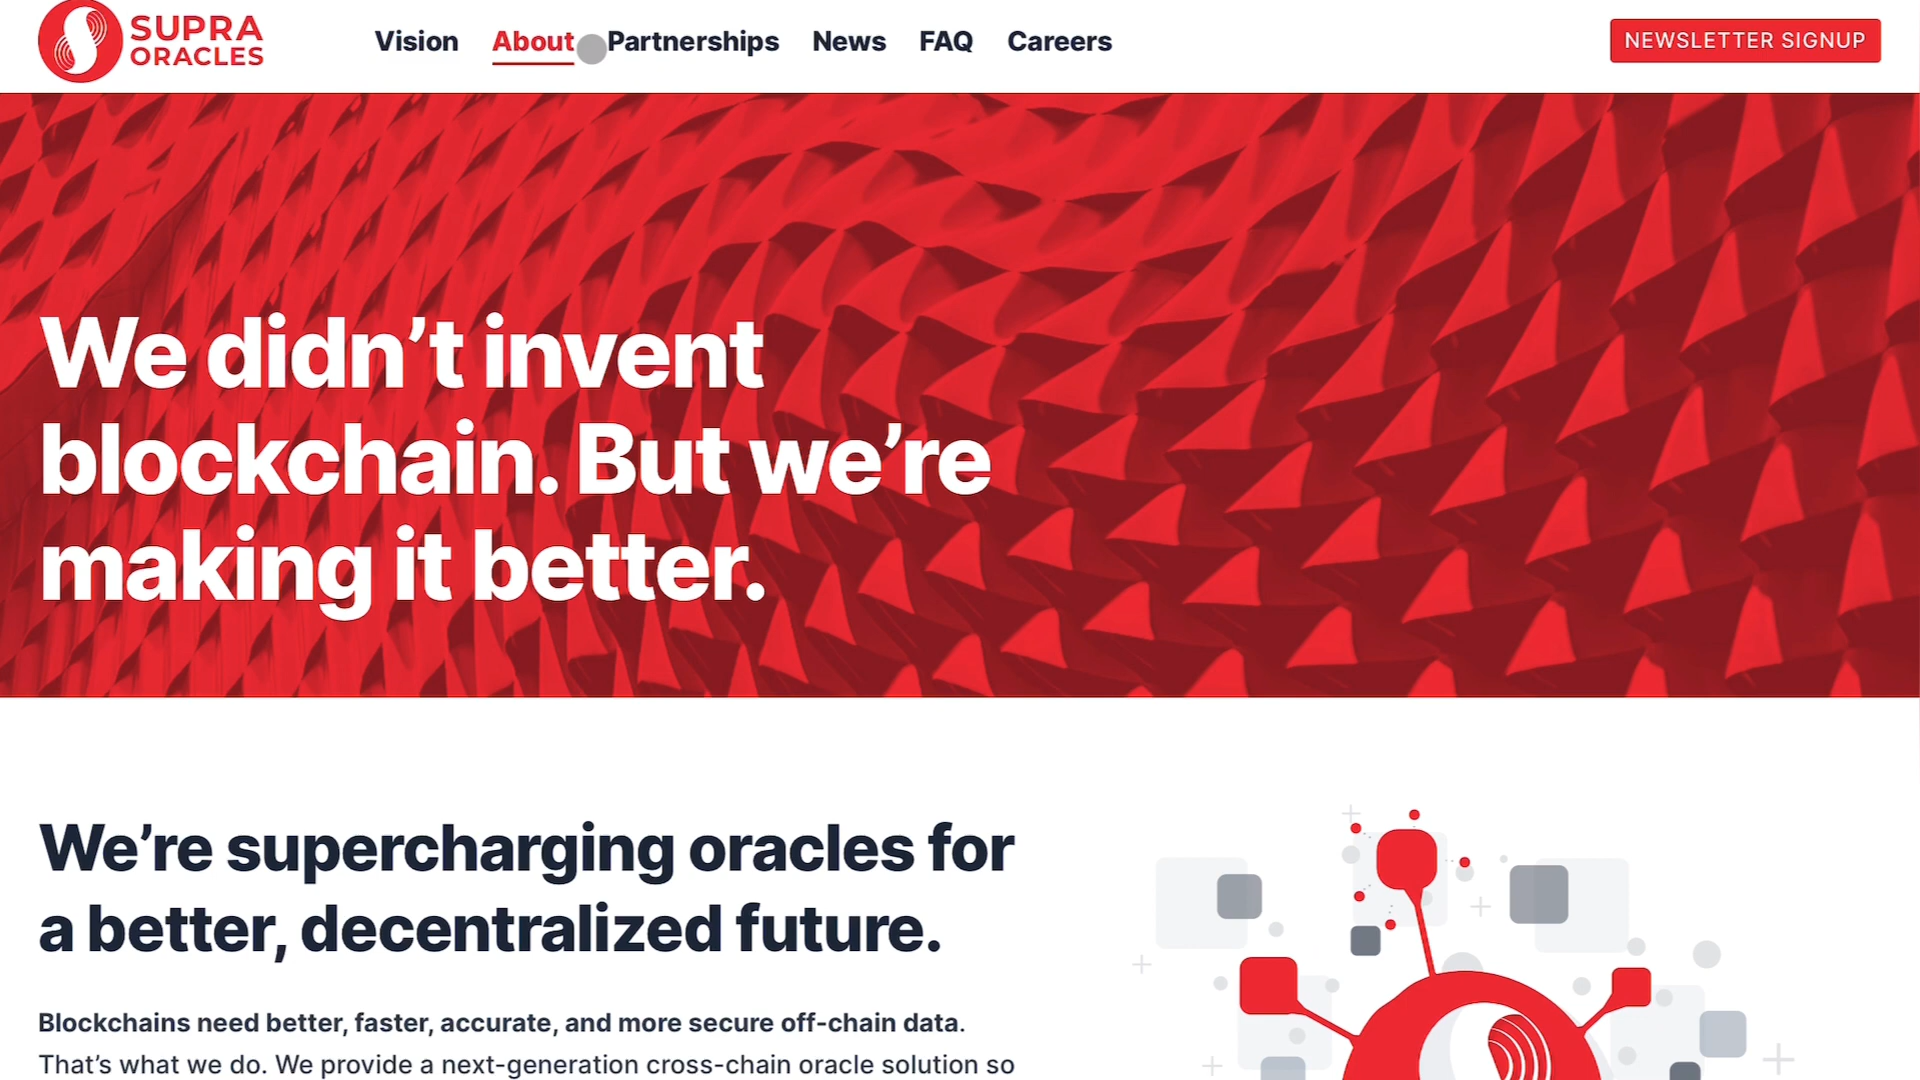 SUPRA
ORACLES
Vision About Partnerships News FAQ Careers
NEWSLETTER SIGNUP
We didn’t invent
blockchain. But we’re
making it better.
We’re supercharging oracles for
a better, decentralized future.
Blockchains need better, faster, accurate, and more secure off-chain data.
That’s what we do. We provide a next-generation cross-chain oracle solution so